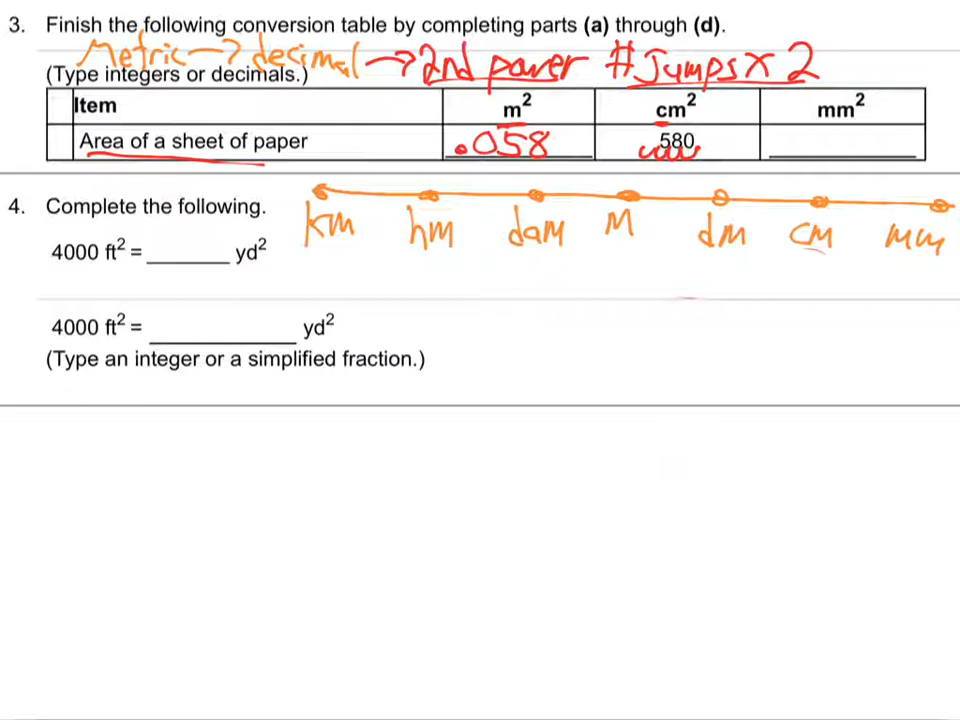 3. Finish the following conversion table by completing parts (a) through (d).
Metric → decimal → 2nd power #Jumps x 2
(Type integers or decimals.)
Item m² cm² mm²
Area of a sheet of paper .058 580
4. Complete the following.
km hm dam M dm cm mm
4000 ft² = ______ yd²
4000 ft² = ______ yd²
(Type an integer or a simplified fraction.)